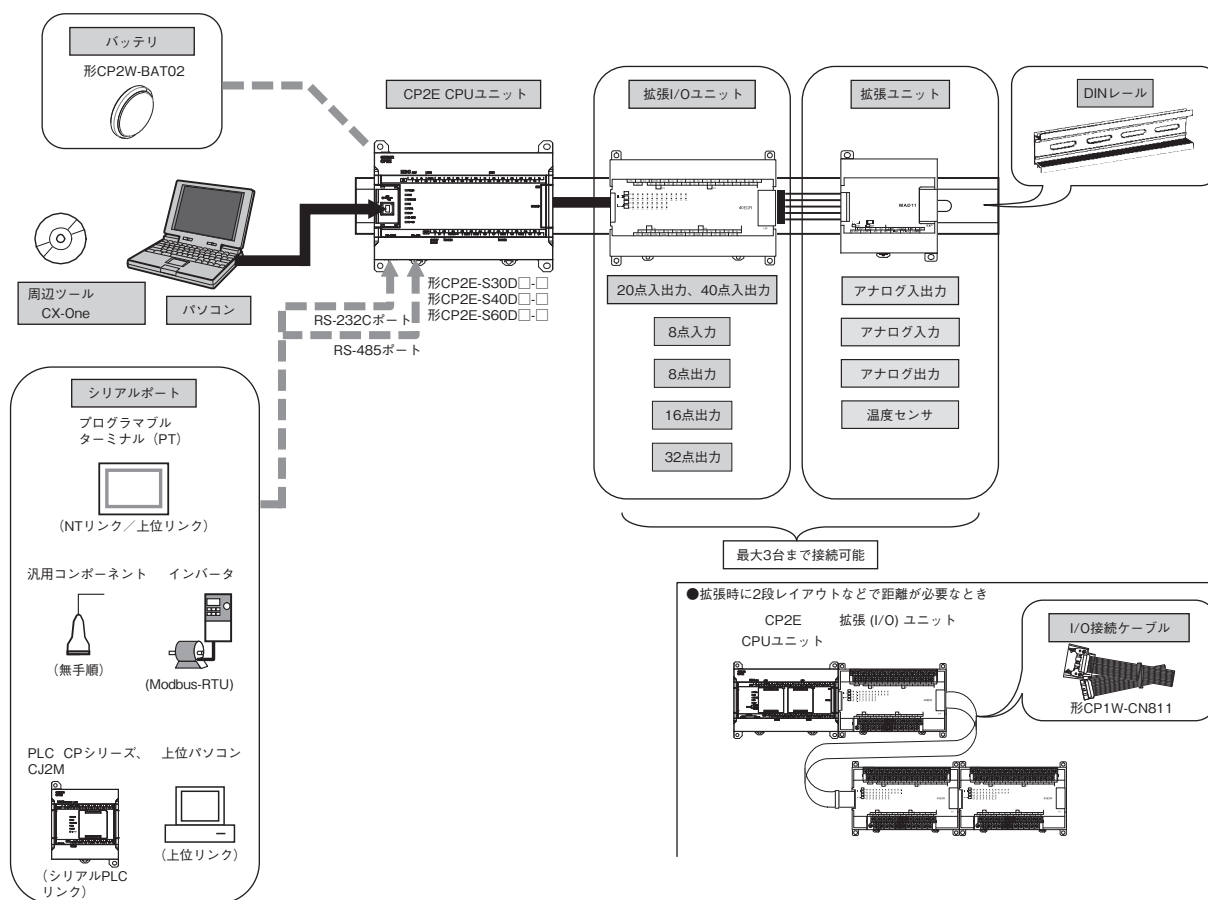 バッテリ
形CP2W-BAT02
CP2E CPUユニット
拡張I/Oユニット
拡張ユニット
DINレール
40EDR
MAD11
周辺ツール
CX-One
パソコン
形CP2E-S30D□-□
形CP2E-S40D□-□
形CP2E-S60D□-□
RS-232Cポート
RS-485ポート
20点入出力、40点入出力
8点入力
8点出力
16点出力
32点出力
アナログ入出力
アナログ入力
アナログ出力
温度センサ
最大3台まで接続可能
シリアルポート
プログラマブル
ターミナル（PT）
（NTリンク／上位リンク）
汎用コンポーネント
（無手順）
インバータ
(Modbus-RTU)
PLC CPシリーズ、
CJ2M
（シリアルPLC
リンク）
上位パソコン
（上位リンク）
●拡張時に2段レイアウトなどで距離が必要なとき
CP2E
CPUユニット
拡張 (I/O) ユニット
I/O接続ケーブル
形CP1W-CN811